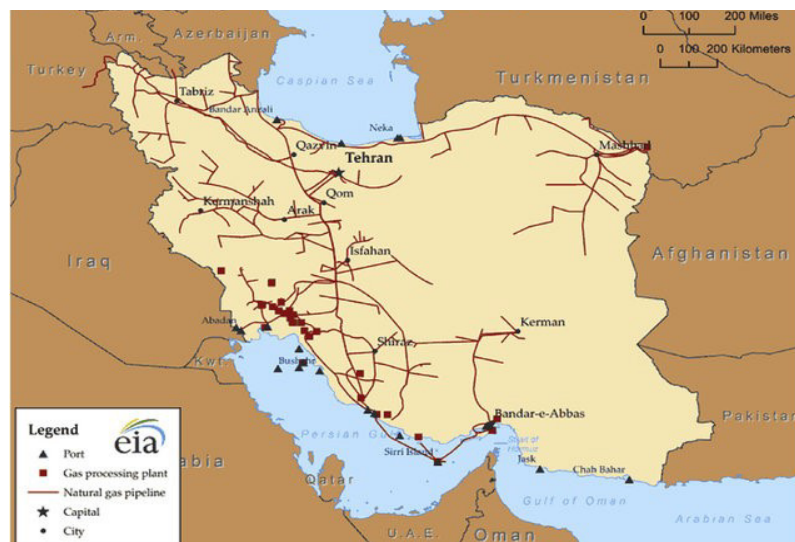 0 100 200 Miles
0 100 200 Kilometers
Arm.
Azerbaijan
Turkey
Caspian Sea
Turkmenistan
Tabriz
Bandar Anzali
Neka
Qazvin
Mashhad
Tehran
Qom
Kermanshah
Arak
Afghanistan
Iraq
Isfahan
Abadan
Kerman
Shiraz
Kwt.
Bushehr
Bandar-e-Abbas
Pakistan
Persian Gulf
Strait of Hormuz
Sirri Island
Jask
Chah Bahar
Qatar
Gulf of Oman
Arabian Sea
U.A.E.
Oman
Legend
eia
Port
Gas processing plant
Natural gas pipeline
Capital
City